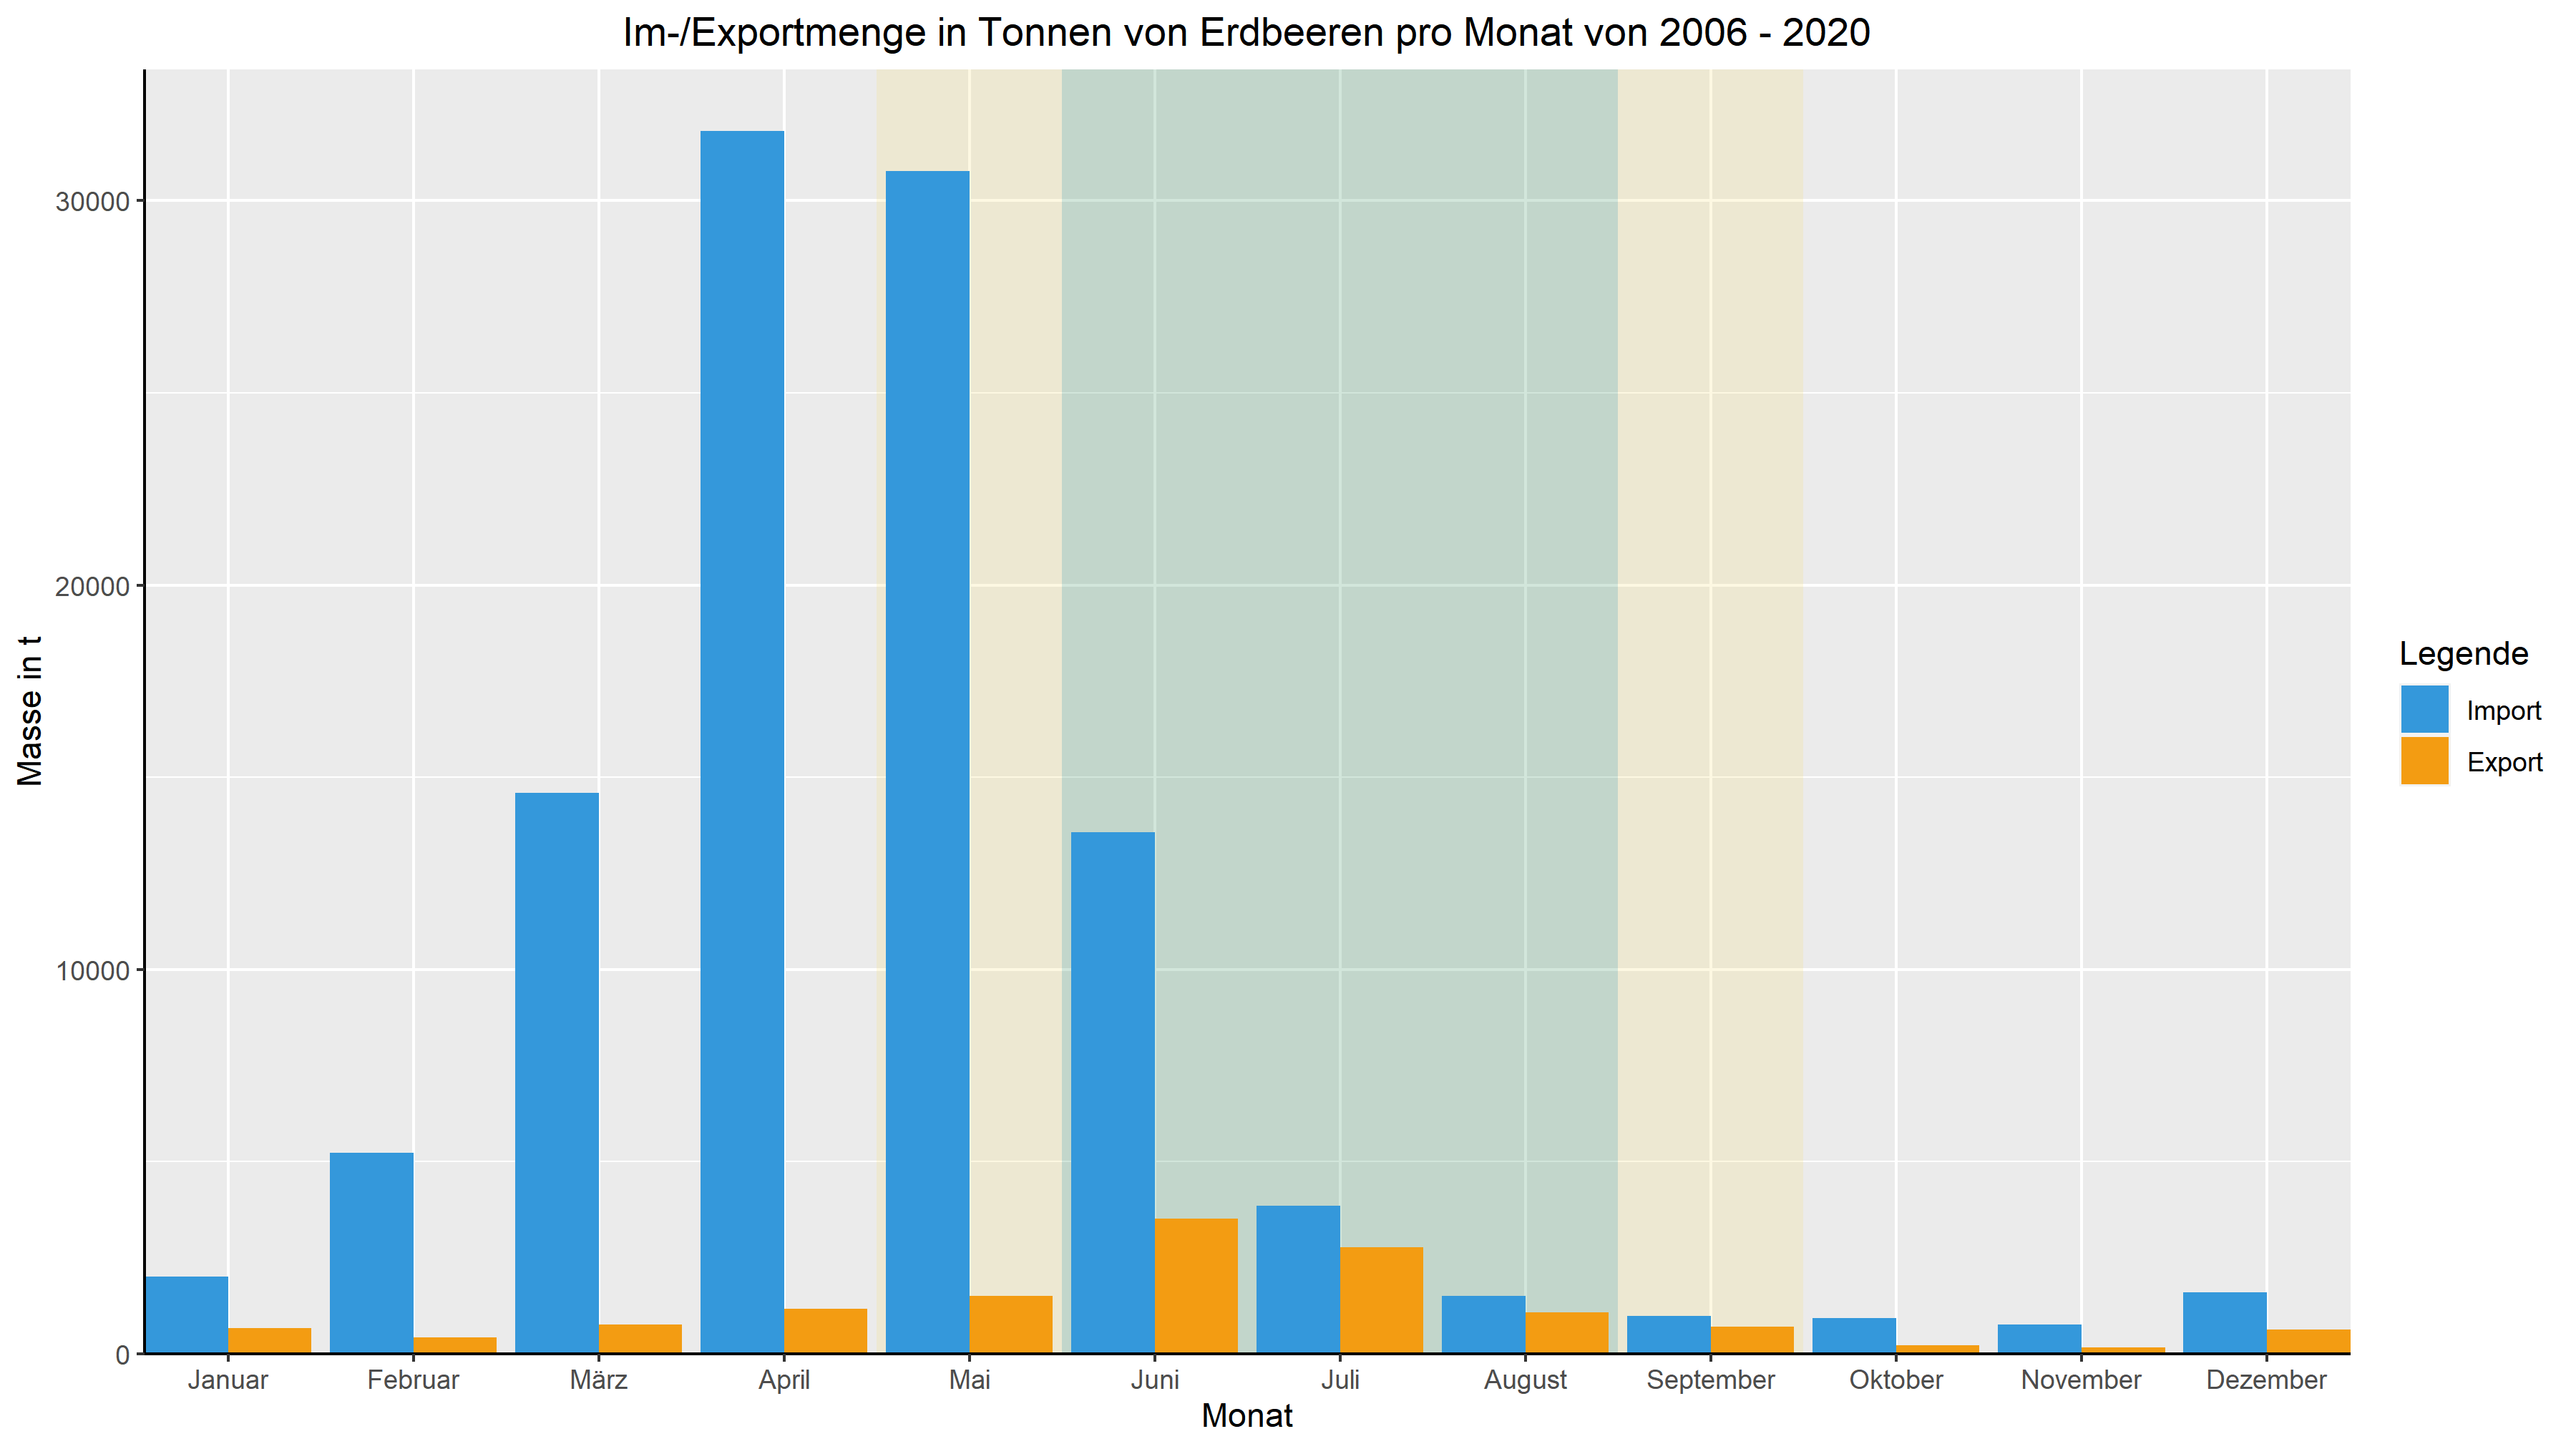 Im-/Exportmenge in Tonnen von Erdbeeren pro Monat von 2006 - 2020
Masse in t
30000
20000
10000
0
Januar Februar März April Mai Juni Juli August September Oktober November Dezember
Monat
Legende
Import
Export